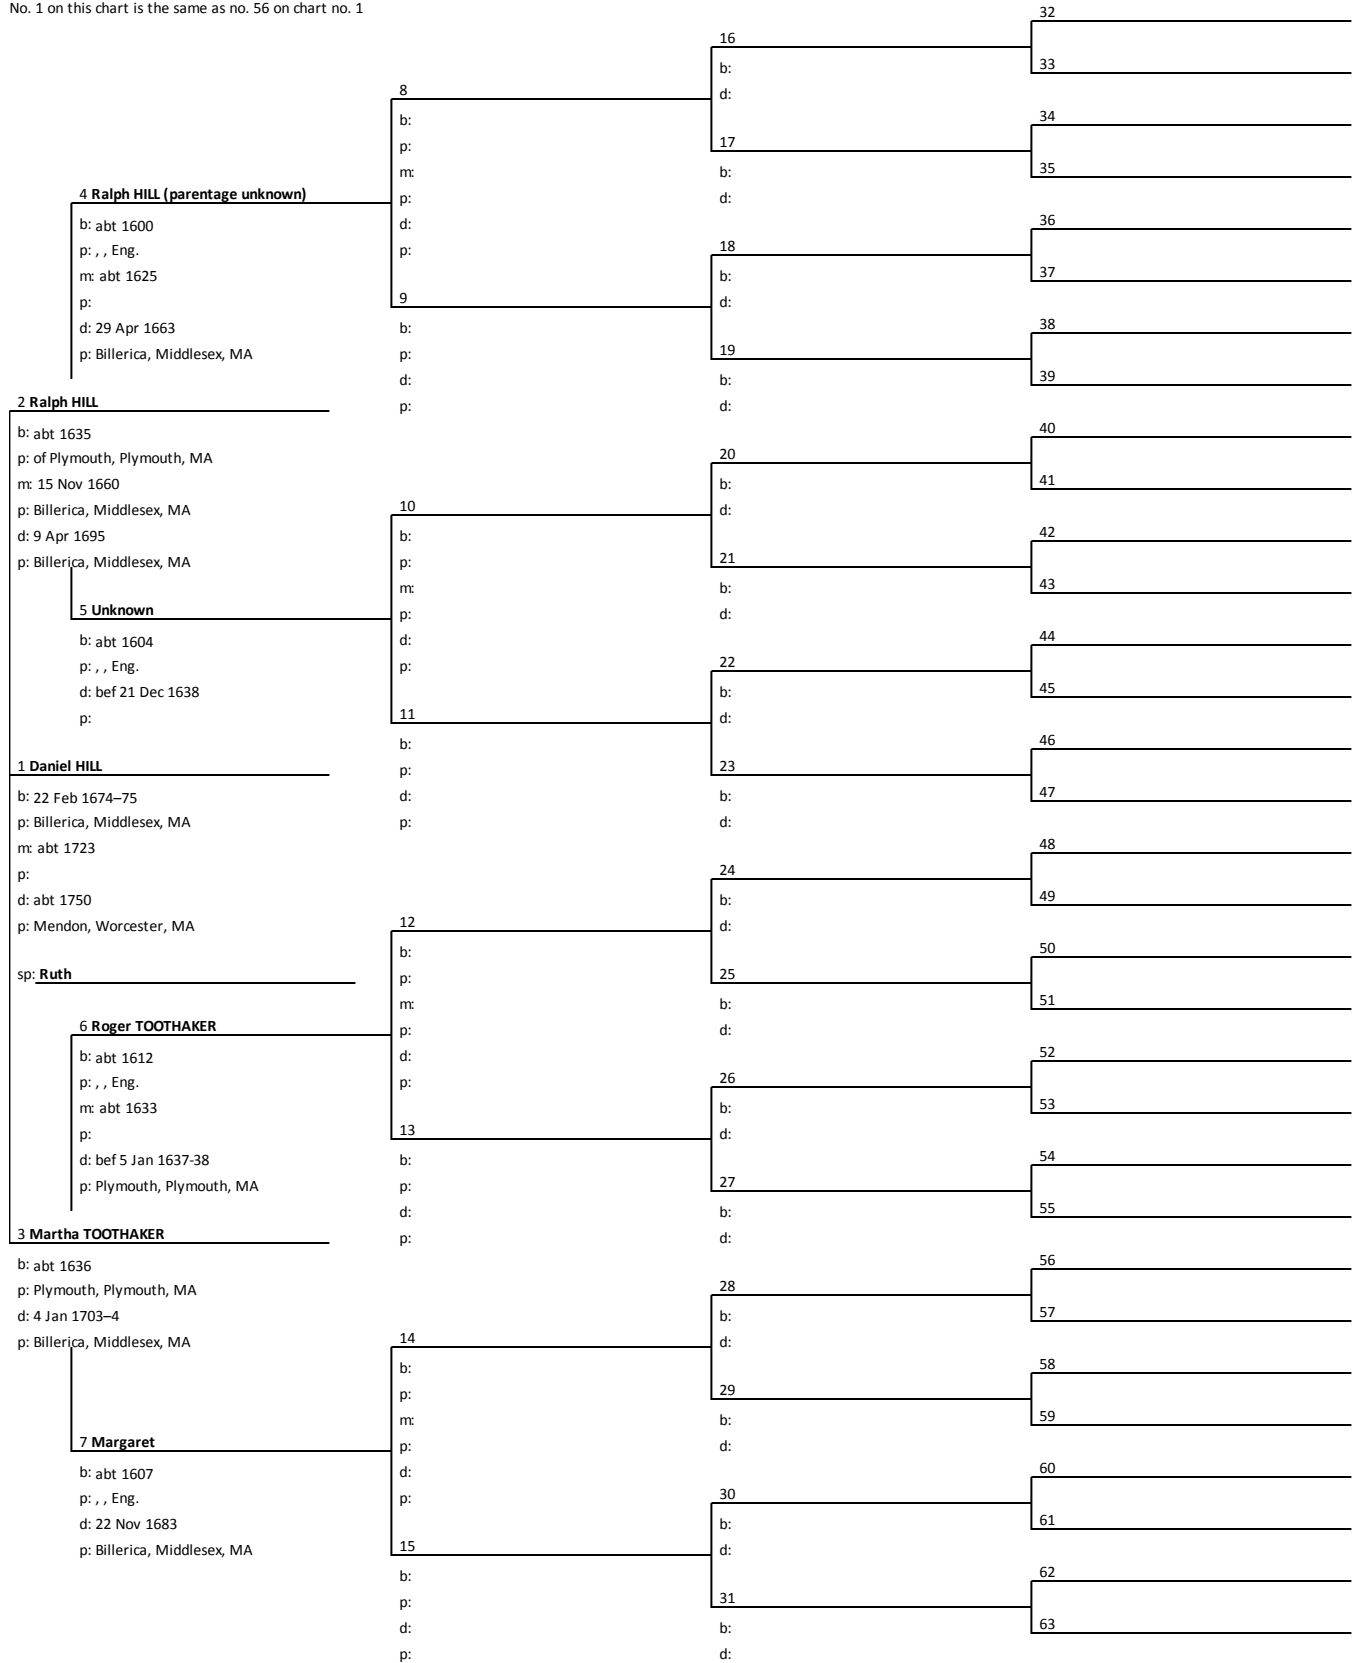 No. 1 on this chart is the same as no. 56 on chart no. 1
4 Ralph HILL (parentage unknown)
b: abt 1600
p: , , Eng.
m: abt 1625
p:
d: 29 Apr 1663
p: Billerica, Middlesex, MA
2 Ralph HILL
b: abt 1635
p: of Plymouth, Plymouth, MA
m: 15 Nov 1660
p: Billerica, Middlesex, MA
d: 9 Apr 1695
p: Billerica, Middlesex, MA
5 Unknown
b: abt 1604
p: , , Eng.
d: bef 21 Dec 1638
p:
1 Daniel HILL
b: 22 Feb 1674–75
p: Billerica, Middlesex, MA
m: abt 1723
p:
d: abt 1750
p: Mendon, Worcester, MA
sp: Ruth
6 Roger TOOTHAKER
b: abt 1612
p: , , Eng.
m: abt 1633
p:
d: bef 5 Jan 1637-38
p: Plymouth, Plymouth, MA
3 Martha TOOTHAKER
b: abt 1636
p: Plymouth, Plymouth, MA
d: 4 Jan 1703–4
p: Billerica, Middlesex, MA
7 Margaret
b: abt 1607
p: , , Eng.
d: 22 Nov 1683
p: Billerica, Middlesex, MA
8
b:
p:
m:
p:
d:
p:
9
b:
p:
d:
p:
10
b:
p:
m:
p:
d:
p:
11
b:
p:
d:
p:
12
b:
p:
m:
p:
d:
p:
13
b:
p:
d:
p:
14
b:
p:
m:
p:
d:
p:
15
b:
p:
d:
p:
16
b:
d:
17
b:
d:
18
b:
d:
19
b:
d:
20
b:
d:
21
b:
d:
22
b:
d:
23
b:
d:
24
b:
d:
25
b:
d:
26
b:
d:
27
b:
d:
28
b:
d:
29
b:
d:
30
b:
d:
31
b:
d:
32
33
34
35
36
37
38
39
40
41
42
43
44
45
46
47
48
49
50
51
52
53
54
55
56
57
58
59
60
61
62
63